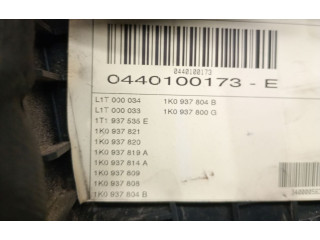 0440100173
0440100173 - E
L1T 000 034 1K0 937 804 B
L1T 000 033 1K0 937 800 G
1T1 937 535 E
1K0 937 821
1K0 937 820
1K0 937 819 A
1K0 937 814 A
1K0 937 809
1K0 937 808
1K0 937 804 B